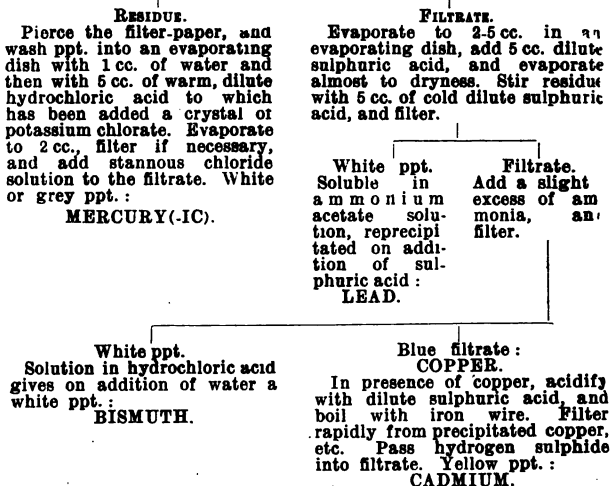 RESIDUE.
Pierce the filter-paper, and
wash ppt. into an evaporating
dish with 1 cc. of water and
then with 5 cc. of warm, dilute
hydrochloric acid to which
has been added a crystal of
potassium chlorate. Evaporate
to 2 cc., filter if necessary,
and add stannous chloride
solution to the filtrate. White
or grey ppt. :
MERCURY(-IC).
FILTRATE.
Evaporate to 2-5 cc. in an
evaporating dish, add 5 cc. dilute
sulphuric acid, and evaporate
almost to dryness. Stir residue
with 5 cc. of cold dilute sulphuric
acid, and filter.
White ppt.
Soluble in
ammonium
acetate solu-
tion, reprecipi
tated on addi-
tion of sul-
phuric acid :
LEAD.
Filtrate.
Add a slight
excess of am
monia, an
filter.
White ppt.
Solution in hydrochloric acid
gives on addition of water a
white ppt. :
BISMUTH.
Blue filtrate :
COPPER.
In presence of copper, acidify
with dilute sulphuric acid, and
boil with iron wire. Filter
rapidly from precipitated copper,
etc. Pass hydrogen sulphide
into filtrate. Yellow ppt. :
CADMIUM.